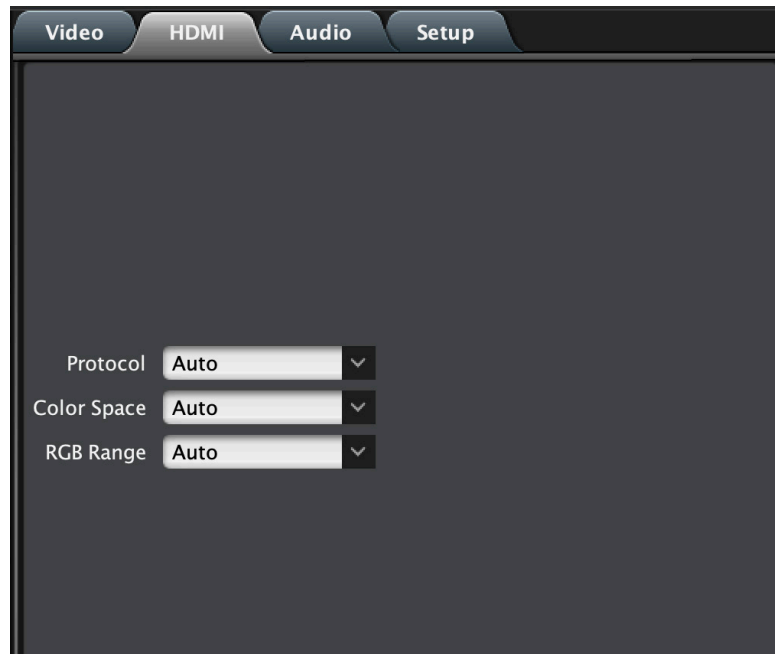 Video HDMI Audio Setup
Protocol Auto
Color Space Auto
RGB Range Auto